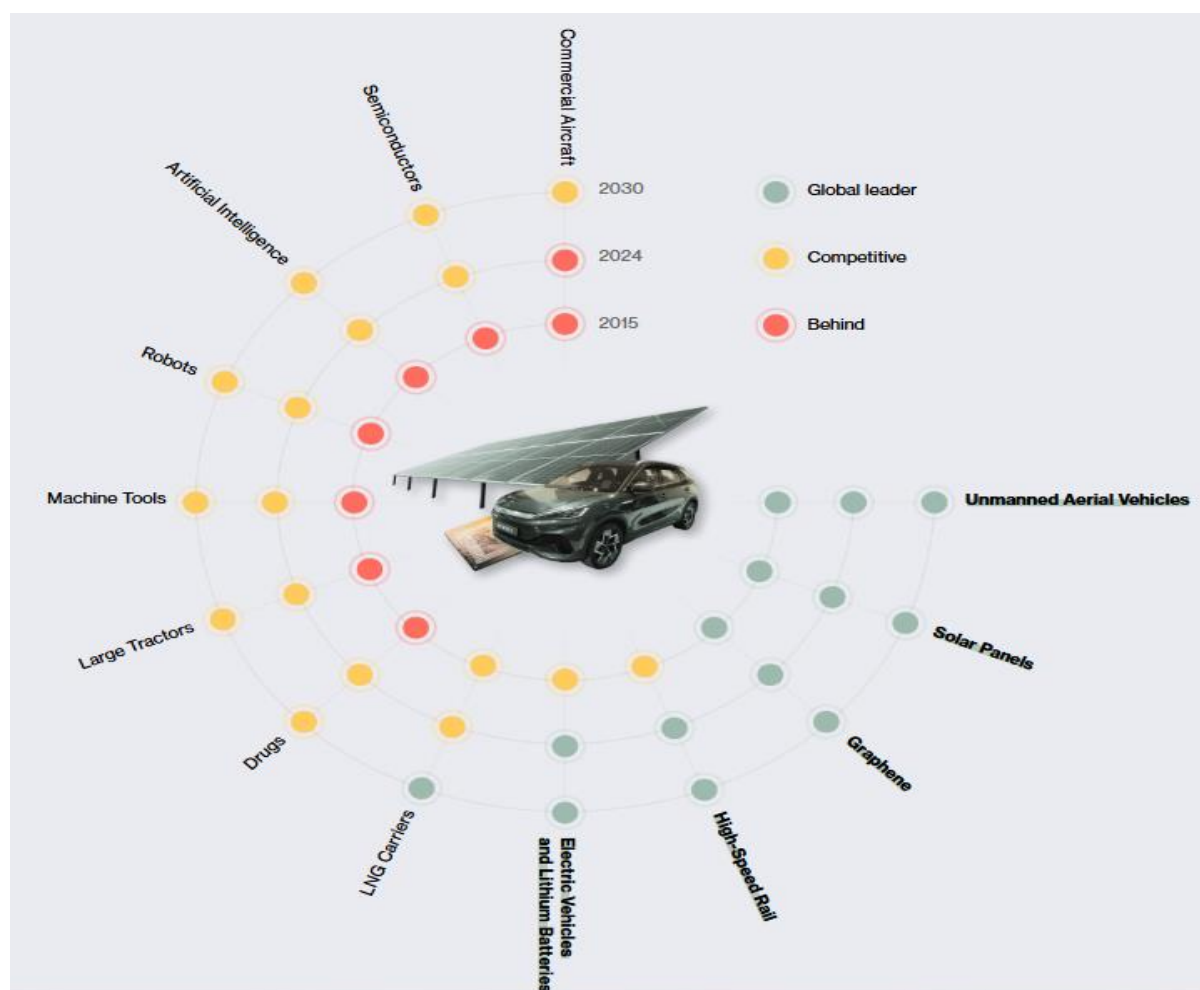 Commercial Aircraft
Semiconductors
Artificial Intelligence
Robots
Machine Tools
Large Tractors
Drugs
LNG Carriers
Electric Vehicles
and Lithium Batteries
High-Speed Rail
Graphene
Solar Panels
Unmanned Aerial Vehicles
2030
2024
2015
Global leader
Competitive
Behind